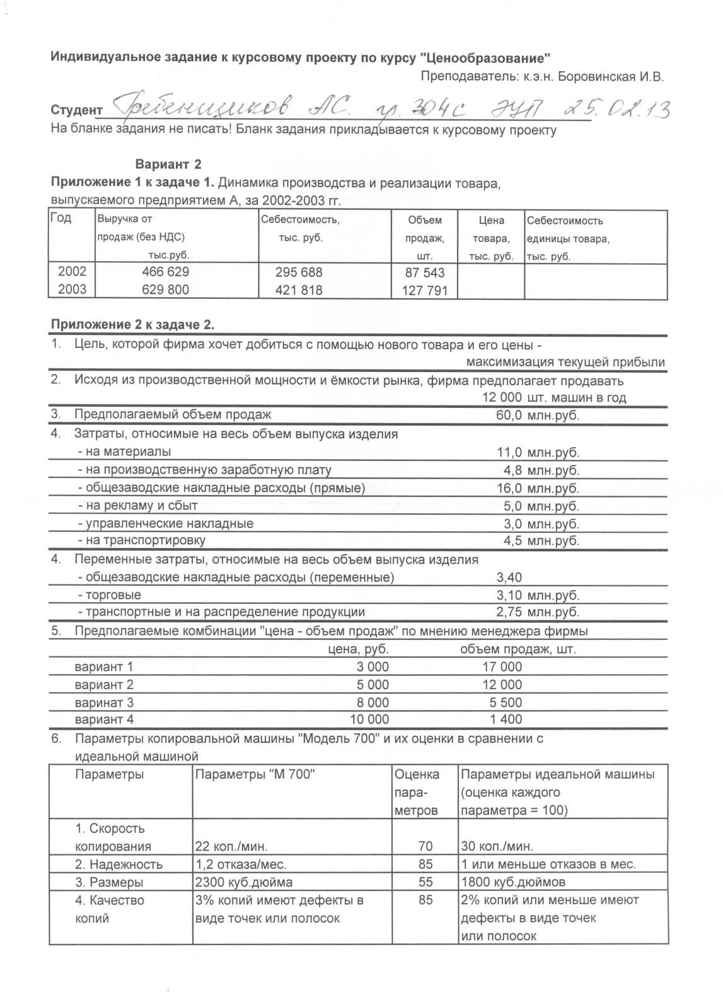 Индивидуальное задание к курсовому проекту по курсу "Ценообразование"
Преподаватель: к.э.н. Боровинская И.В.
Студент Гребенщиков АС. гр. 304с ЭУП 25.02.13
На бланке задания не писать! Бланк задания прикладывается к курсовому проекту
Вариант 2
Приложение 1 к задаче 1. Динамика производства и реализации товара,
выпускаемого предприятием А, за 2002-2003 гг.
Год Выручка от Себестоимость, Объем Цена Себестоимость
продаж (без НДС) тыс. руб. продаж, товара, единицы товара,
тыс.руб. шт. тыс. руб. тыс. руб.
2002 466 629 295 688 87 543
2003 629 800 421 818 127 791
Приложение 2 к задаче 2.
1. Цель, которой фирма хочет добиться с помощью нового товара и его цены -
максимизация текущей прибыли
2. Исходя из производственной мощности и ёмкости рынка, фирма предполагает продавать
12 000 шт. машин в год
3. Предполагаемый объем продаж 60,0 млн.руб.
4. Затраты, относимые на весь объем выпуска изделия
- на материалы 11,0 млн.руб.
- на производственную заработную плату 4,8 млн.руб.
- общезаводские накладные расходы (прямые) 16,0 млн.руб.
- на рекламу и сбыт 5,0 млн.руб.
- управленческие накладные 3,0 млн.руб.
- на транспортировку 4,5 млн.руб.
4. Переменные затраты, относимые на весь объем выпуска изделия
- общезаводские накладные расходы (переменные) 3,40
- торговые 3,10 млн.руб.
- транспортные и на распределение продукции 2,75 млн.руб.
5. Предполагаемые комбинации "цена - объем продаж" по мнению менеджера фирмы
цена, руб. объем продаж, шт.
вариант 1 3 000 17 000
вариант 2 5 000 12 000
варинат 3 8 000 5 500
вариант 4 10 000 1 400
6. Параметры копировальной машины "Модель 700" и их оценки в сравнении с
идеальной машиной
Параметры Параметры "М 700" Оценка Параметры идеальной машины
пара- (оценка каждого
метров параметра = 100)
1. Скорость
копирования 22 коп./мин. 70 30 коп./мин.
2. Надежность 1,2 отказа/мес. 85 1 или меньше отказов в мес.
3. Размеры 2300 куб.дюйма 55 1800 куб.дюймов
4. Качество 3% копий имеют дефекты в 85 2% копий или меньше имеют
копий виде точек или полосок дефекты в виде точек
или полосок